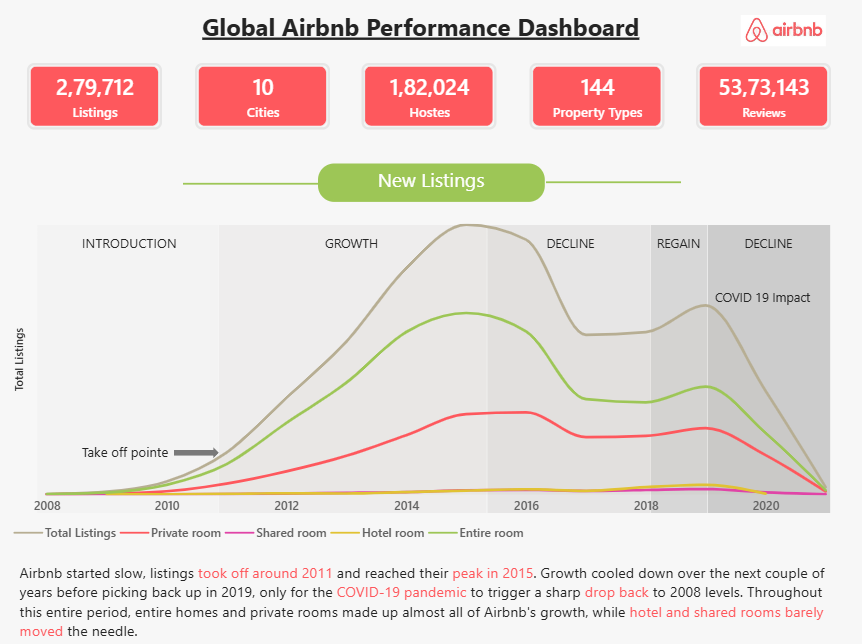 Global Airbnb Performance Dashboard
airbnb
2,79,712
Listings
10
Cities
1,82,024
Hostes
144
Property Types
53,73,143
Reviews
New Listings
INTRODUCTION
GROWTH
DECLINE
REGAIN
DECLINE
COVID 19 Impact
Total Listings
Take off pointe
2008
2010
2012
2014
2016
2018
2020
Total Listings
Private room
Shared room
Hotel room
Entire room
Airbnb started slow, listings took off around 2011 and reached their peak in 2015. Growth cooled down over the next couple of
years before picking back up in 2019, only for the COVID-19 pandemic to trigger a sharp drop back to 2008 levels. Throughout
this entire period, entire homes and private rooms made up almost all of Airbnb's growth, while hotel and shared rooms barely
moved the needle.